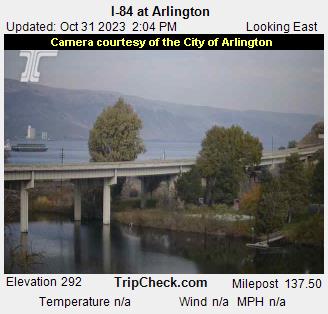 I-84 at Arlington
Updated: Oct 31 2023 2:04 PM Looking East
Camera courtesy of the City of Arlington
Elevation 292 TripCheck.com Milepost 137.50
Temperature n/a Wind n/a MPH n/a